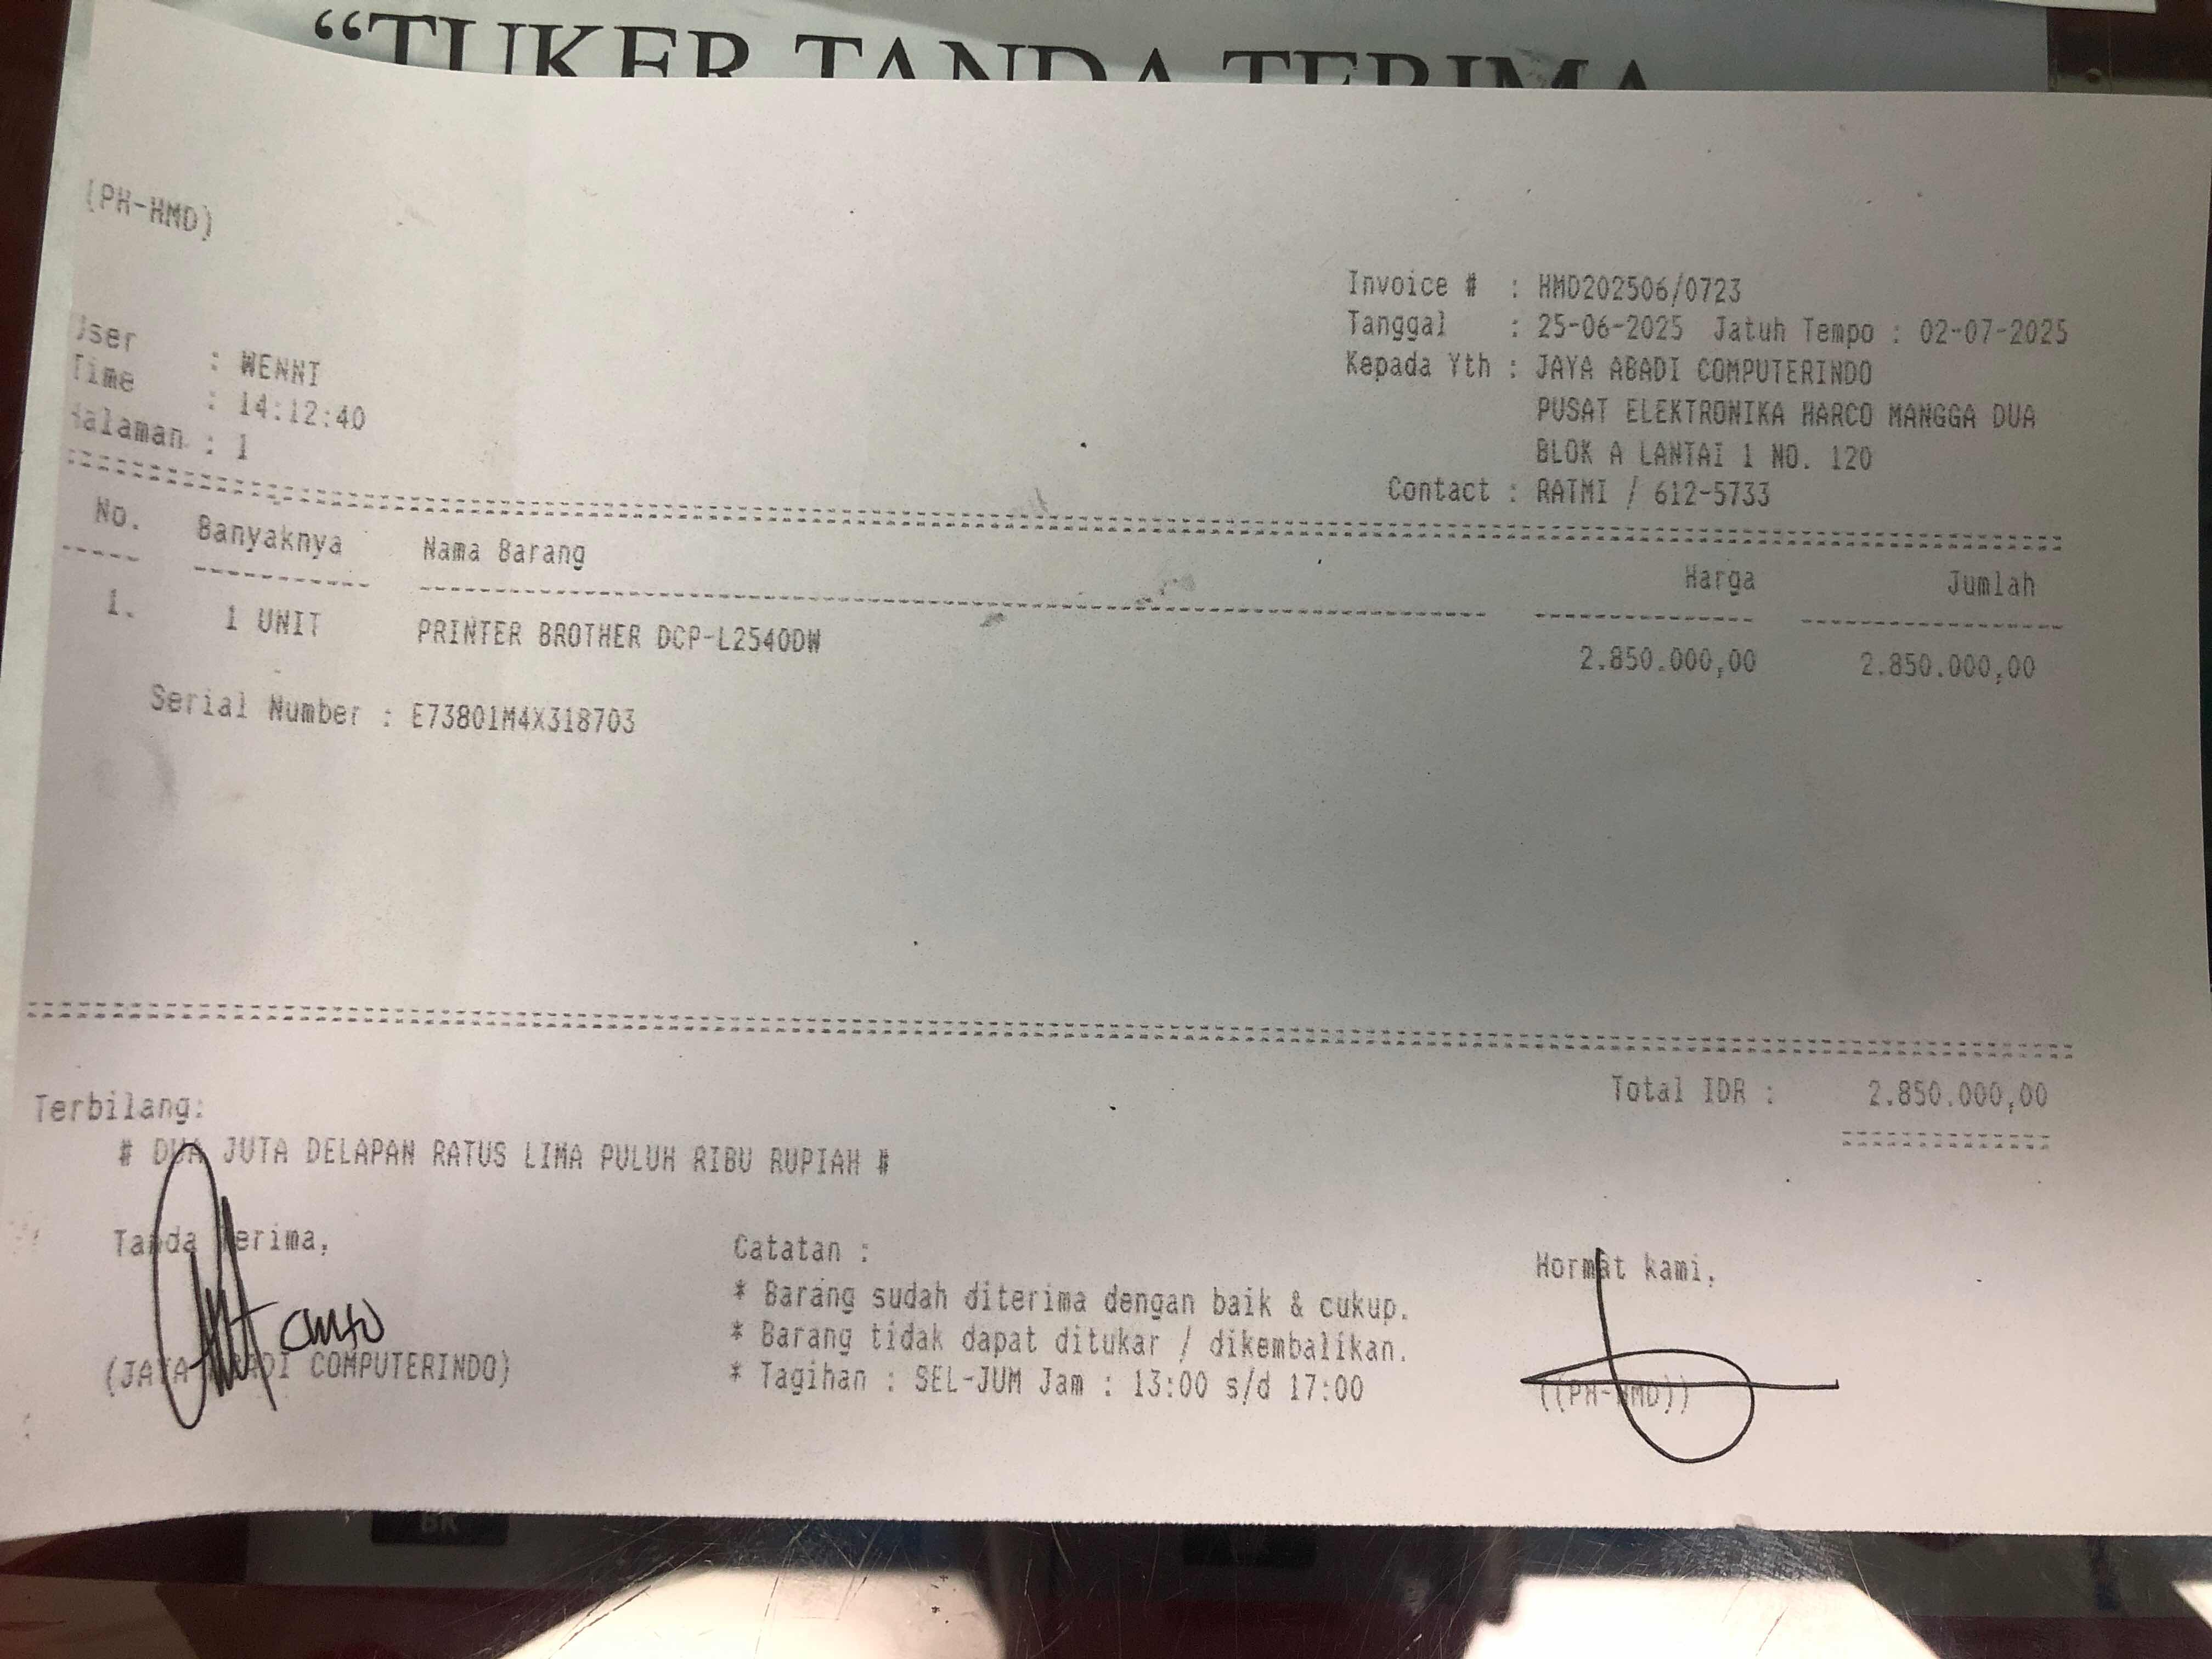 “TUKER TANDA TERIMA
(PH-HMD)
Invoice # : HMD202506/0723
Tanggal : 25-06-2025 Jatuh Tempo : 02-07-2025
Kepada Yth : JAYA ABADI COMPUTERINDO
PUSAT ELEKTRONIKA HARCO MANGGA DUA
BLOK A LANTAI 1 NO. 120
Contact : RATMI / 612-5733
User : WENNI
Time : 14:12:40
Halaman : 1
No. Banyaknya Nama Barang Harga Jumlah
1. 1 UNIT PRINTER BROTHER DCP-L2540DW 2.850.000,00 2.850.000,00
Serial Number : E73801M4X318703
Total IDR : 2.850.000,00
Terbilang:
# DUA JUTA DELAPAN RATUS LIMA PULUH RIBU RUPIAH #
Tanda Terima,
(JAYA ABADI COMPUTERINDO)
Catatan :
* Barang sudah diterima dengan baik & cukup.
* Barang tidak dapat ditukar / dikembalikan.
* Tagihan : SEL-JUM Jam : 13:00 s/d 17:00
Hormat kami,
((PH-HMD))
BK